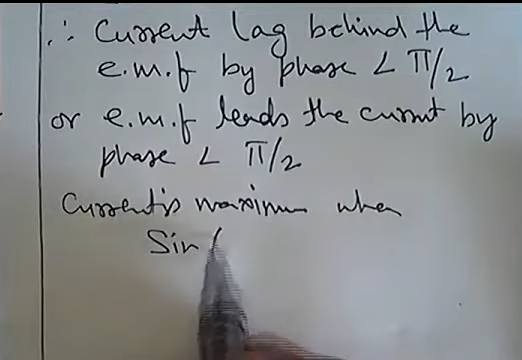 ∴ Current lag behind the
e.m.f by phase < π/2
or e.m.f leads the current by
phase < π/2
Current is maximum when
Sin (